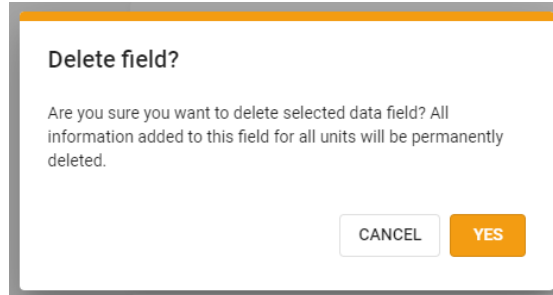 Delete field?
Are you sure you want to delete selected data field? All
information added to this field for all units will be permanently
deleted.
CANCEL YES